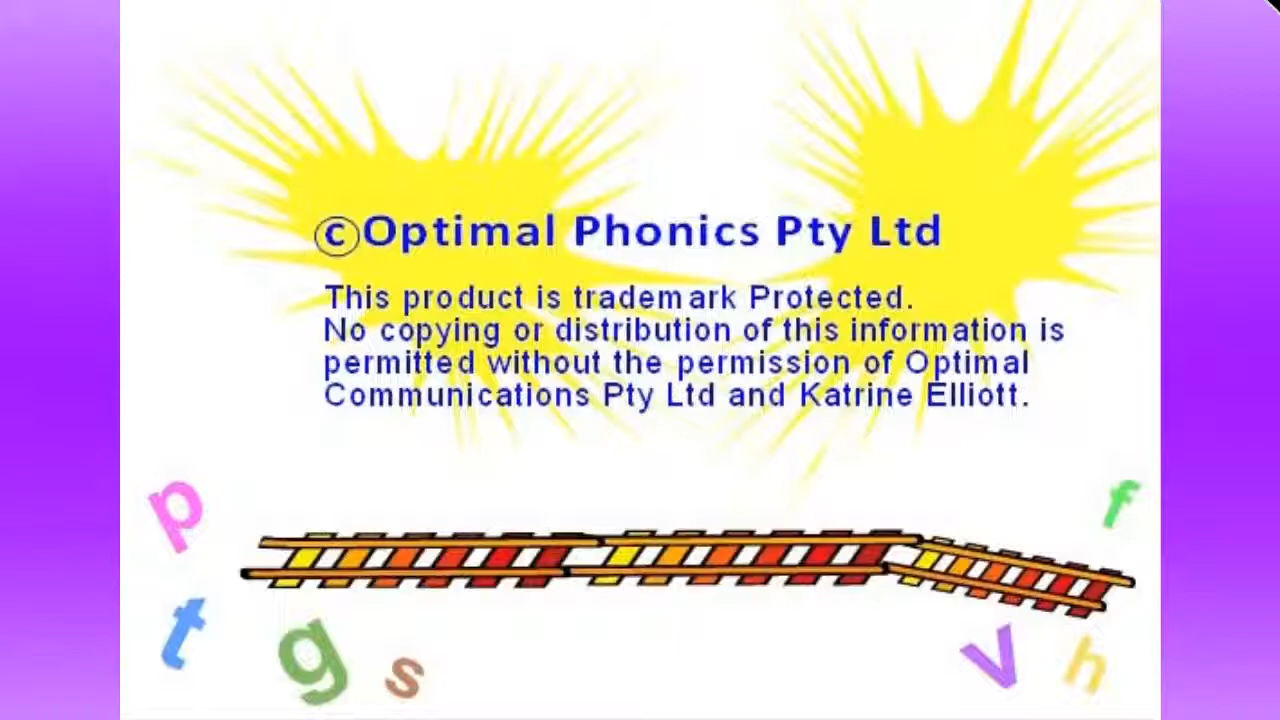 ©Optimal Phonics Pty Ltd
This product is trademark Protected.
No copying or distribution of this information is
permitted without the permission of Optimal
Communications Pty Ltd and Katrine Elliott.
p
f
t
g
s
v
h